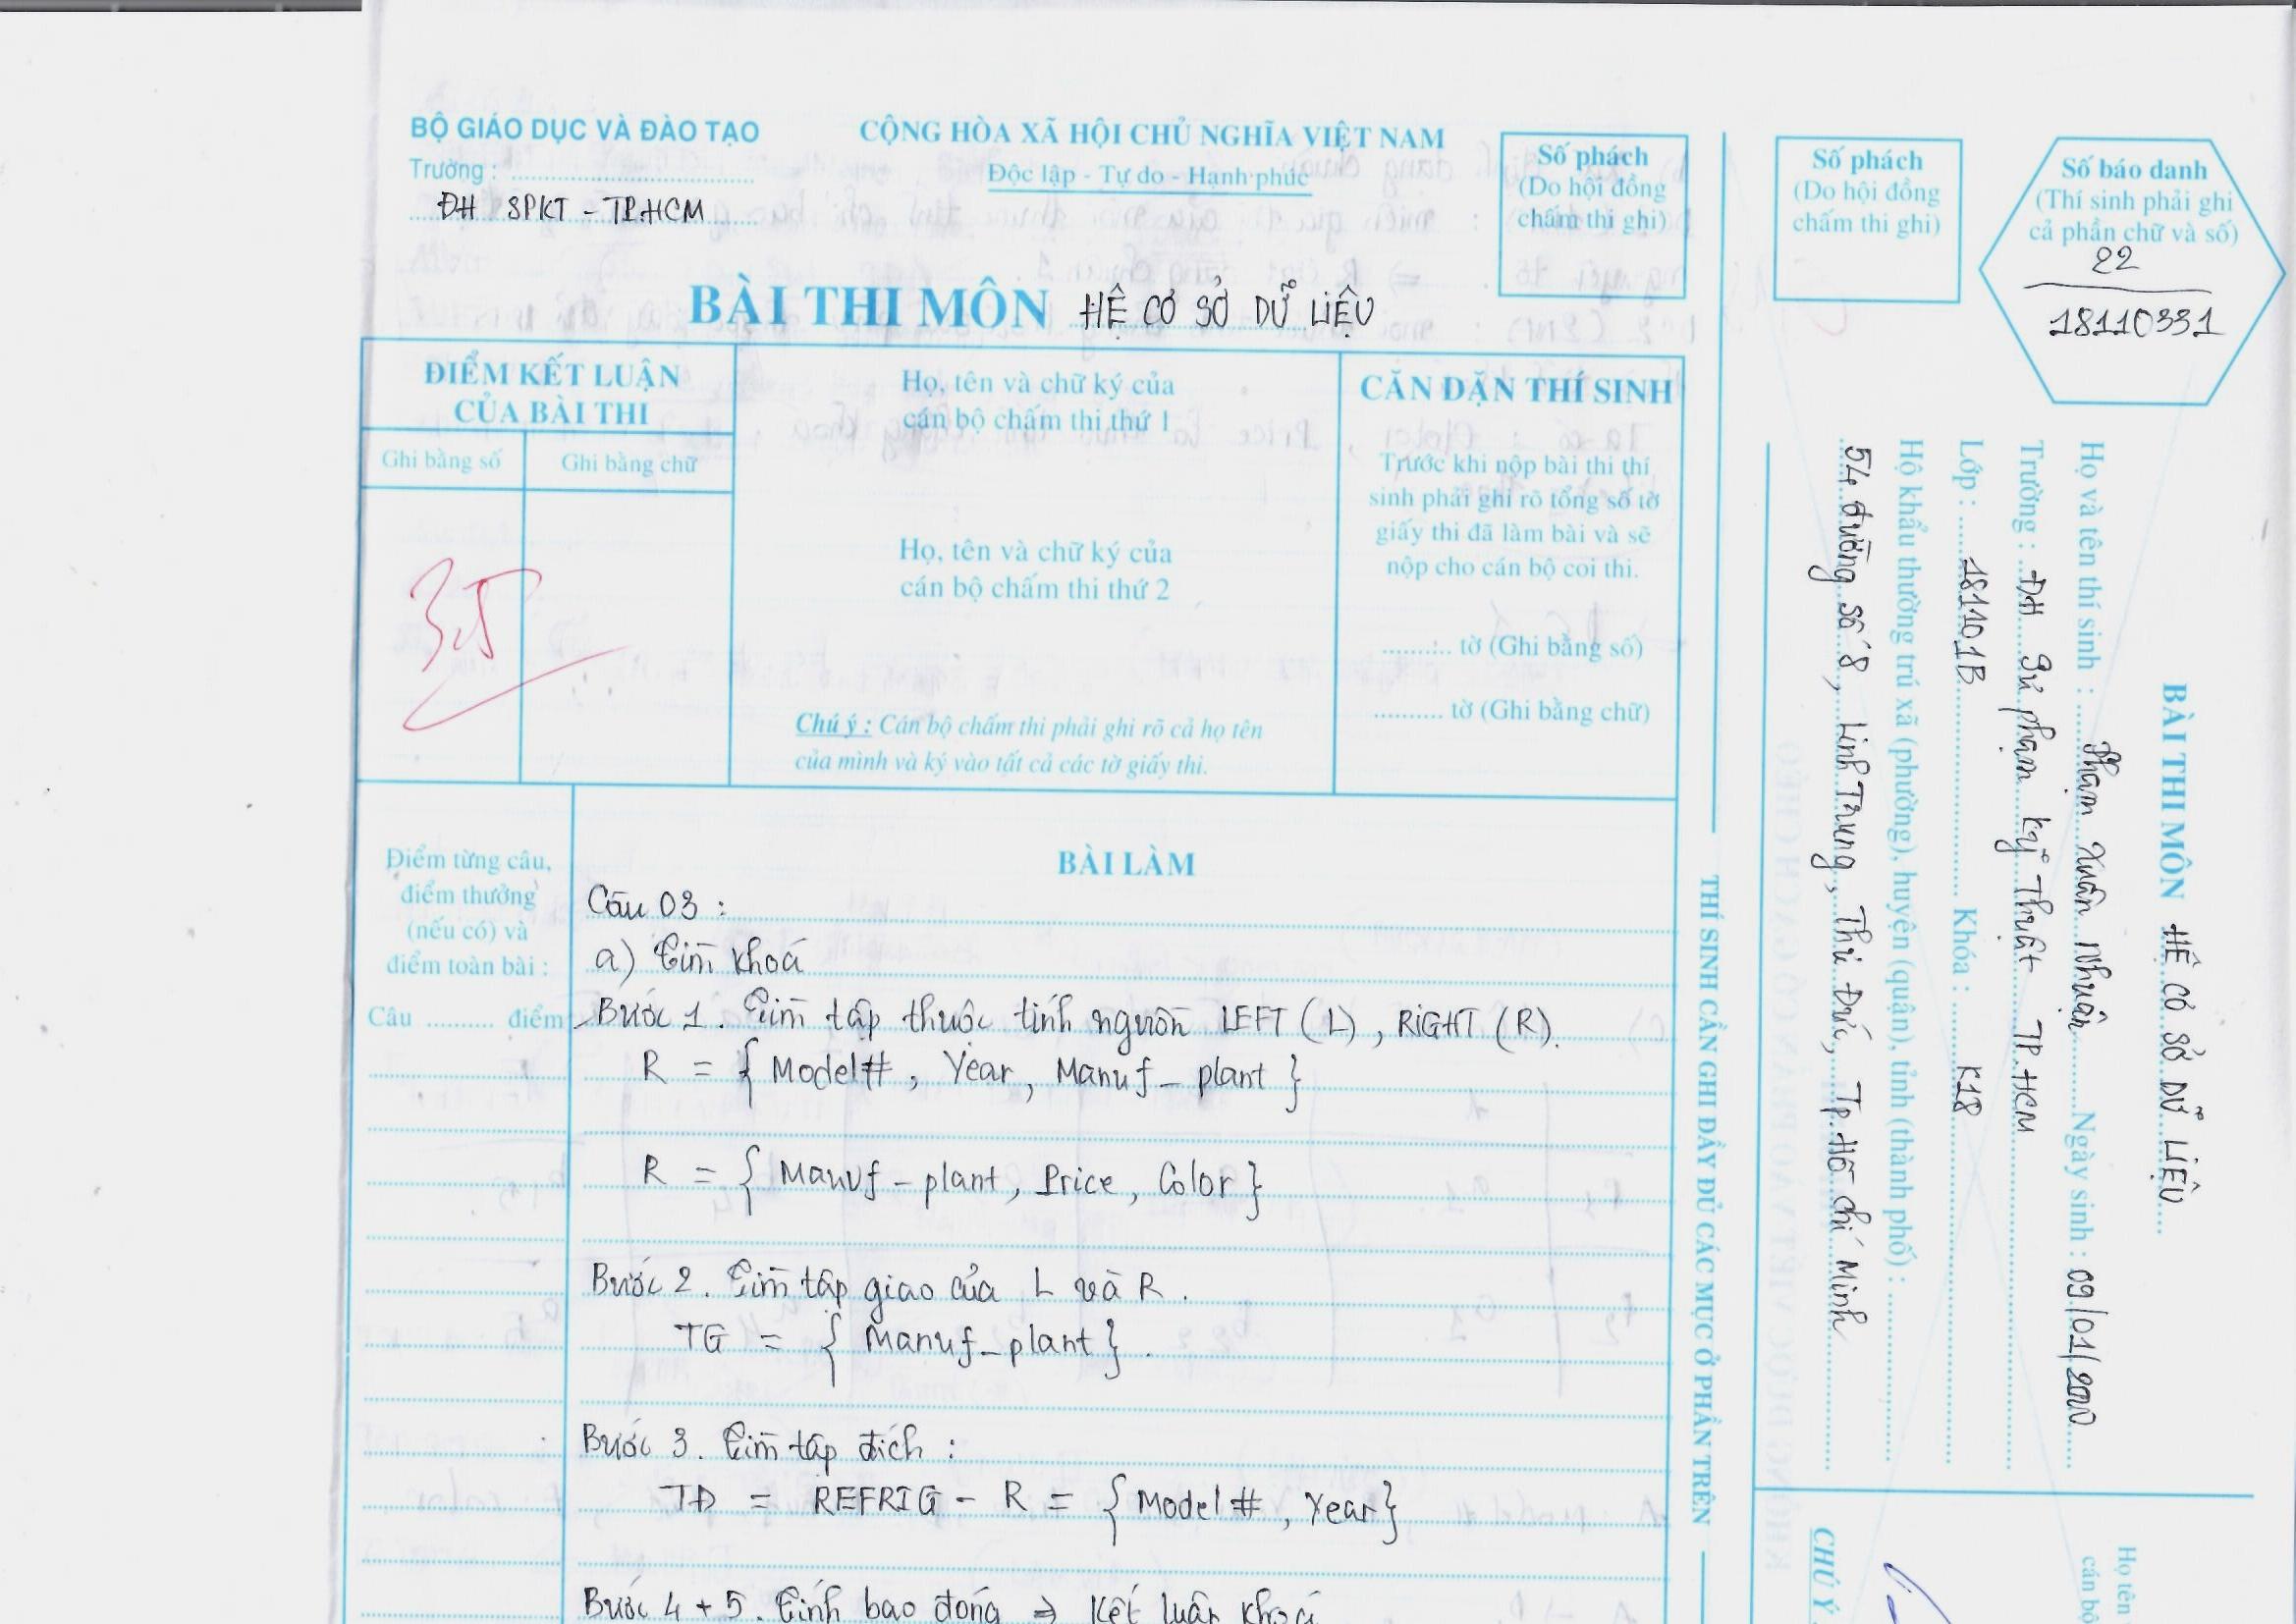 BỘ GIÁO DỤC VÀ ĐÀO TẠO
Trường : ..............................
ĐH SPKT - TP.HCM
CỘNG HÒA XÃ HỘI CHỦ NGHĨA VIỆT NAM
Độc lập - Tự do - Hạnh phúc
Số phách
(Do hội đồng
chấm thi ghi)
BÀI THI MÔN HỆ CƠ SỞ DỮ LIỆU
ĐIỂM KẾT LUẬN
CỦA BÀI THI
Ghi bằng số
Ghi bằng chữ
Họ, tên và chữ ký của
cán bộ chấm thi thứ 1
Họ, tên và chữ ký của
cán bộ chấm thi thứ 2
Chú ý : Cán bộ chấm thi phải ghi rõ cả họ tên
của mình và ký vào tất cả các tờ giấy thi.
CĂN DẶN THÍ SINH
Trước khi nộp bài thi thí
sinh phải ghi rõ tổng số tờ
giấy thi đã làm bài và sẽ
nộp cho cán bộ coi thi.
.......... tờ (Ghi bằng số)
.......... tờ (Ghi bằng chữ)
Điểm từng câu,
điểm thưởng
(nếu có) và
điểm toàn bài :
Câu .......... điểm
BÀI LÀM
Câu 03 :
a) Tìm khoá
Bước 1. Tìm tập thuộc tính nguồn LEFT (L), RIGHT (R).
R = { Model#, Year, Manuf_plant }
R = { Manuf_plant, Price, Color }
Bước 2. Tìm tập giao của L và R.
TG = { Manuf_plant } .
Bước 3. Tìm tập đích :
TĐ = REFRIG - R = { Model #, Year }
Bước 4 + 5. Tính bao đóng ⇒ Kết luận khoá
THÍ SINH CẦN GHI ĐẦY ĐỦ CÁC MỤC Ở PHẦN TRÊN
Số phách
(Do hội đồng
chấm thi ghi)
Số báo danh
(Thí sinh phải ghi
cả phần chữ và số)
22
18110331
BÀI THI MÔN HỆ CƠ SỞ DỮ LIỆU
Họ và tên thí sinh : Phạm Xuân Nhuận Ngày sinh : 09/01/2000
Trường : ĐH Sư phạm Kỹ Thuật TP.HCM
Lớp : 181101B Khóa : K18
Hộ khẩu thường trú xã (phường), huyện (quận), tỉnh (thành phố) :
54 đường số 8, Linh Trung, Thủ Đức, Tp. Hồ Chí Minh
CHÚ Ý
Họ tên
cán bộ